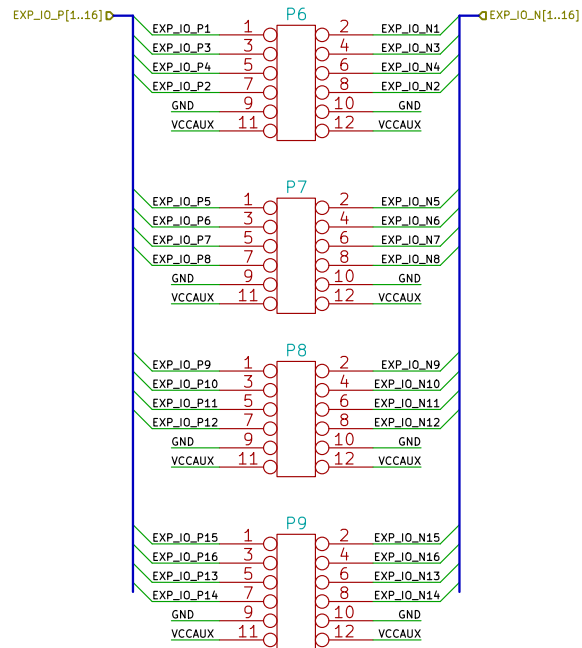 EXP_IO_P[1..16] P6 EXP_IO_N[1..16]
EXP_IO_P1 1 2 EXP_IO_N1
EXP_IO_P3 3 4 EXP_IO_N3
EXP_IO_P4 5 6 EXP_IO_N4
EXP_IO_P2 7 8 EXP_IO_N2
GND 9 10 GND
VCCAUX 11 12 VCCAUX
P7
EXP_IO_P5 1 2 EXP_IO_N5
EXP_IO_P6 3 4 EXP_IO_N6
EXP_IO_P7 5 6 EXP_IO_N7
EXP_IO_P8 7 8 EXP_IO_N8
GND 9 10 GND
VCCAUX 11 12 VCCAUX
P8
EXP_IO_P9 1 2 EXP_IO_N9
EXP_IO_P10 3 4 EXP_IO_N10
EXP_IO_P11 5 6 EXP_IO_N11
EXP_IO_P12 7 8 EXP_IO_N12
GND 9 10 GND
VCCAUX 11 12 VCCAUX
P9
EXP_IO_P15 1 2 EXP_IO_N15
EXP_IO_P16 3 4 EXP_IO_N16
EXP_IO_P13 5 6 EXP_IO_N13
EXP_IO_P14 7 8 EXP_IO_N14
GND 9 10 GND
VCCAUX 11 12 VCCAUX